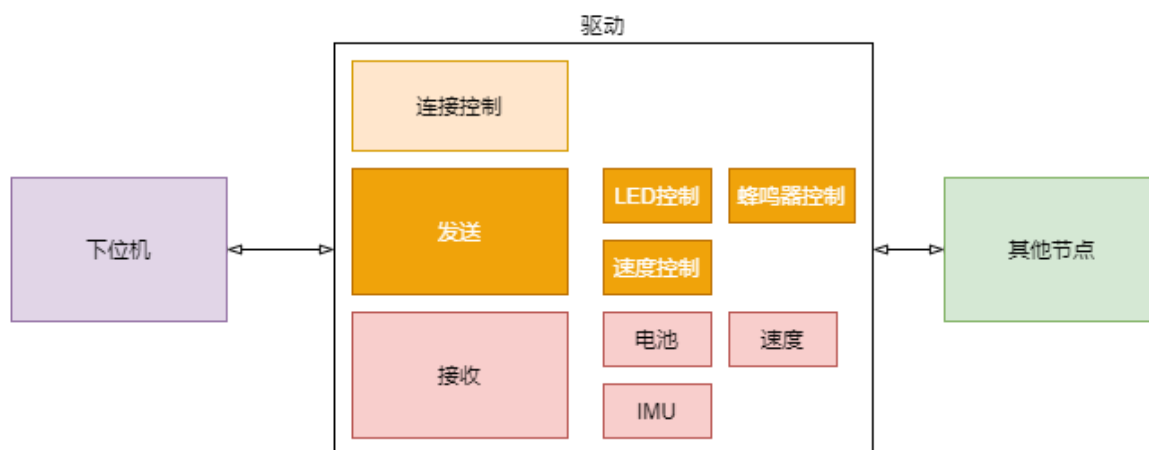 驱动
连接控制
下位机
发送
LED控制
蜂鸣器控制
速度控制
其他节点
接收
电池
速度
IMU